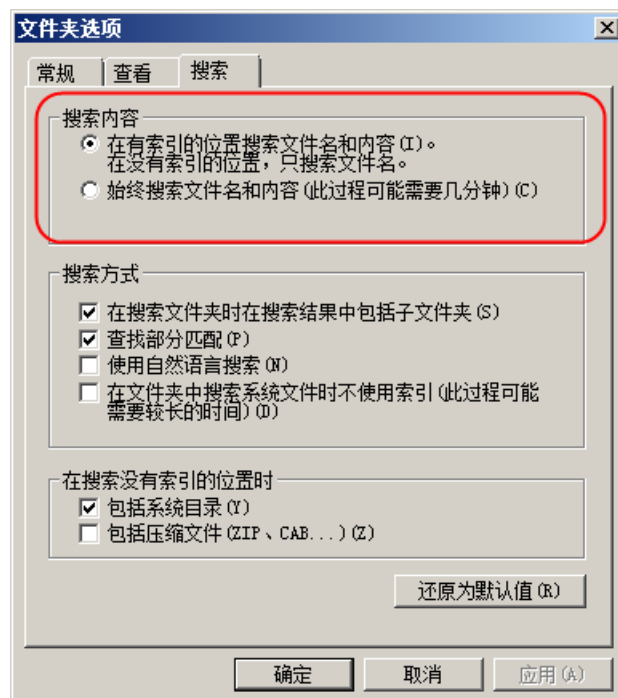 文件夹选项
常规
查看
搜索
搜索内容
在有索引的位置搜索文件名和内容(I)。
在没有索引的位置，只搜索文件名。
始终搜索文件名和内容(此过程可能需要几分钟)(C)
搜索方式
在搜索文件夹时在搜索结果中包括子文件夹(S)
查找部分匹配(P)
使用自然语言搜索(N)
在文件夹中搜索系统文件时不使用索引(此过程可能
需要较长的时间)(D)
在搜索没有索引的位置时
包括系统目录(Y)
包括压缩文件(ZIP、CAB...)(Z)
还原为默认值(R)
确定
取消
应用(A)